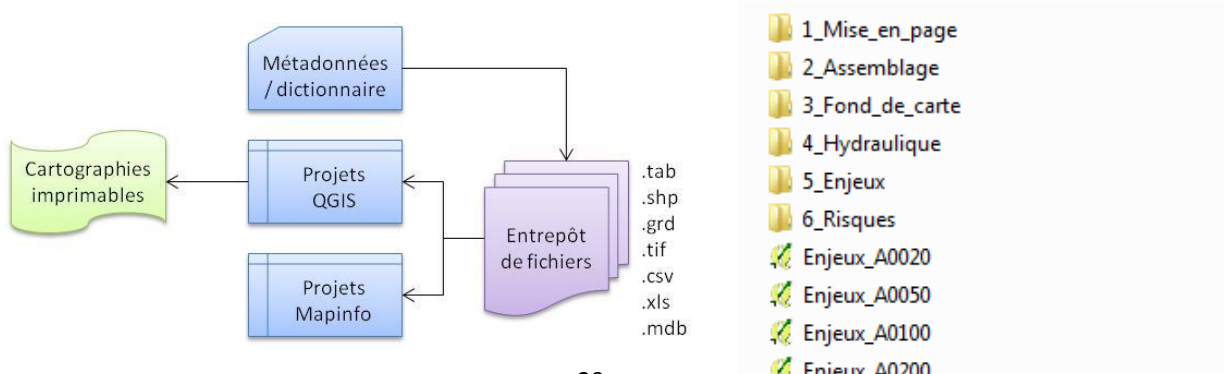 Métadonnées
/ dictionnaire
Cartographies
imprimables
Projets
QGIS
Projets
Mapinfo
Entrepôt
de fichiers
.tab
.shp
.grd
.tif
.csv
.xls
.mdb
1_Mise_en_page
2_Assemblage
3_Fond_de_carte
4_Hydraulique
5_Enjeux
6_Risques
Enjeux_A0020
Enjeux_A0050
Enjeux_A0100
Enjeux_A0200